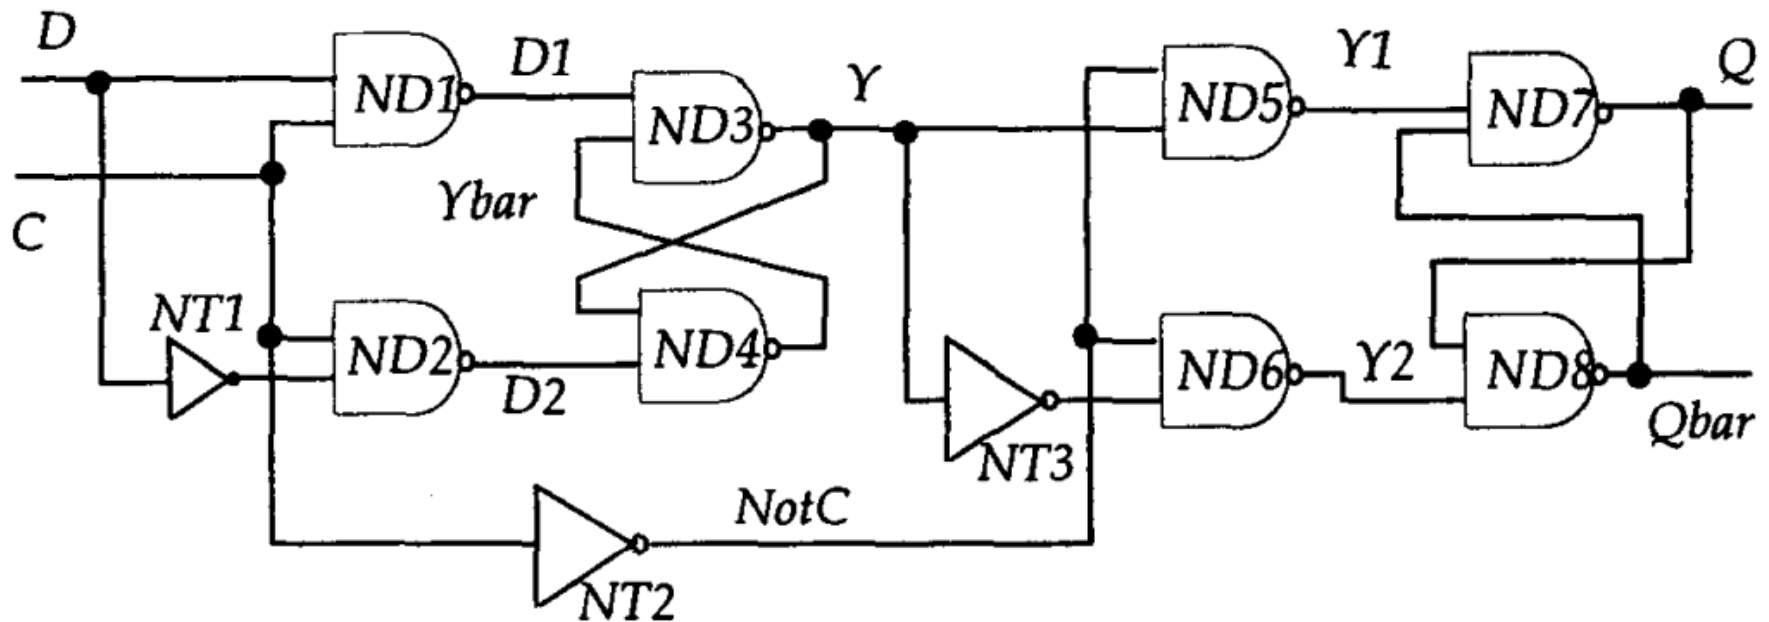 D
ND1
D1
ND3
Y
ND5
Y1
ND7
Q
C
Ybar
NT1
ND2
D2
ND4
NT3
ND6
Y2
ND8
Qbar
NotC
NT2